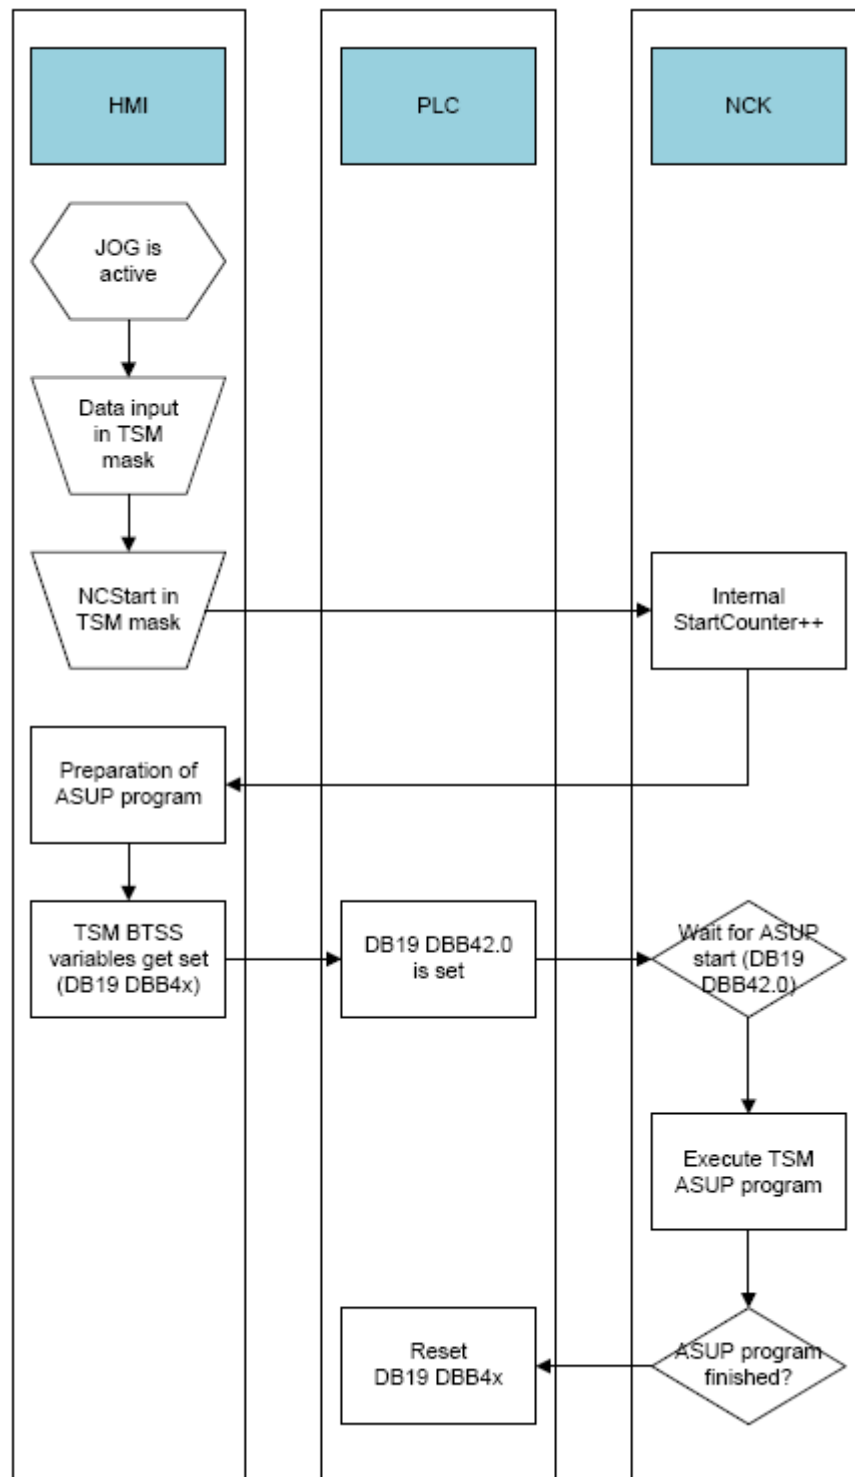 HMI
PLC
NCK
JOG is
active
Data input
in TSM
mask
NCStart in
TSM mask
Internal
StartCounter++
Preparation of
ASUP program
TSM BTSS
variables get set
(DB19 DBB4x)
DB19 DBB42.0
is set
Wait for ASUP
start (DB19
DBB42.0)
Execute TSM
ASUP program
Reset
DB19 DBB4x
ASUP program
finished?